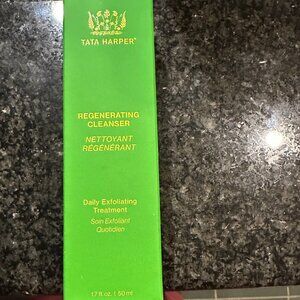 TATA HARPER
REGENERATING
CLEANSER
NETTOYANT
RÉGÉNÉRANT
Daily Exfoliating
Treatment
Soin Exfoliant
Quotidien
1.7 fl oz. / 50 ml